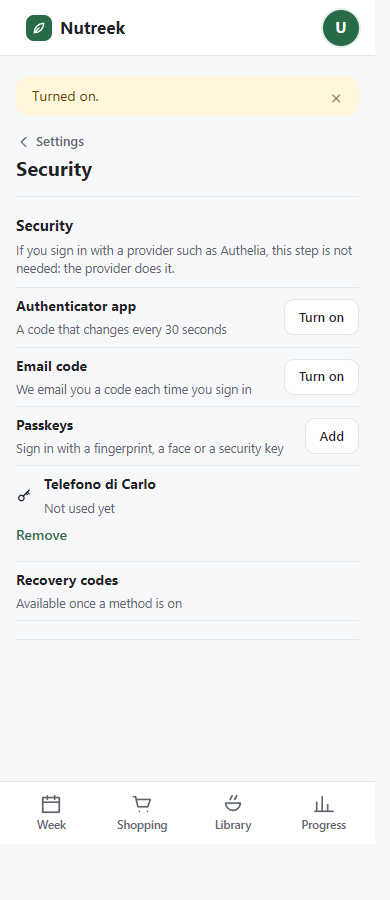 Nutreek
U
Turned on.
×
Settings
Security
Security
If you sign in with a provider such as Authelia, this step is not
needed: the provider does it.
Authenticator app
A code that changes every 30 seconds
Turn on
Email code
We email you a code each time you sign in
Turn on
Passkeys
Sign in with a fingerprint, a face or a security key
Add
Telefono di Carlo
Not used yet
Remove
Recovery codes
Available once a method is on
Week
Shopping
Library
Progress